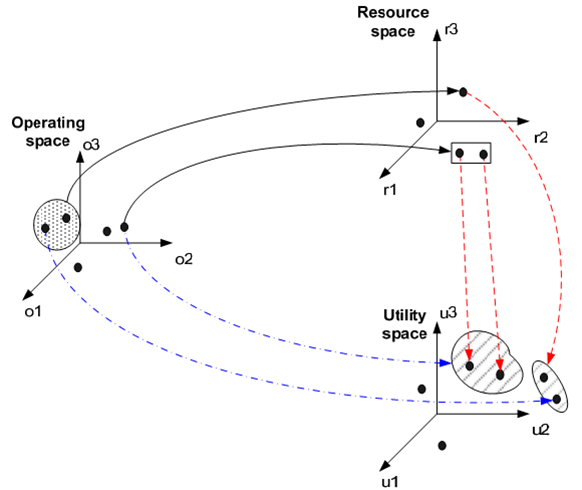 Resource
space
r3
r2
r1
Operating
space
o3
o2
o1
Utility
space
u3
u2
u1